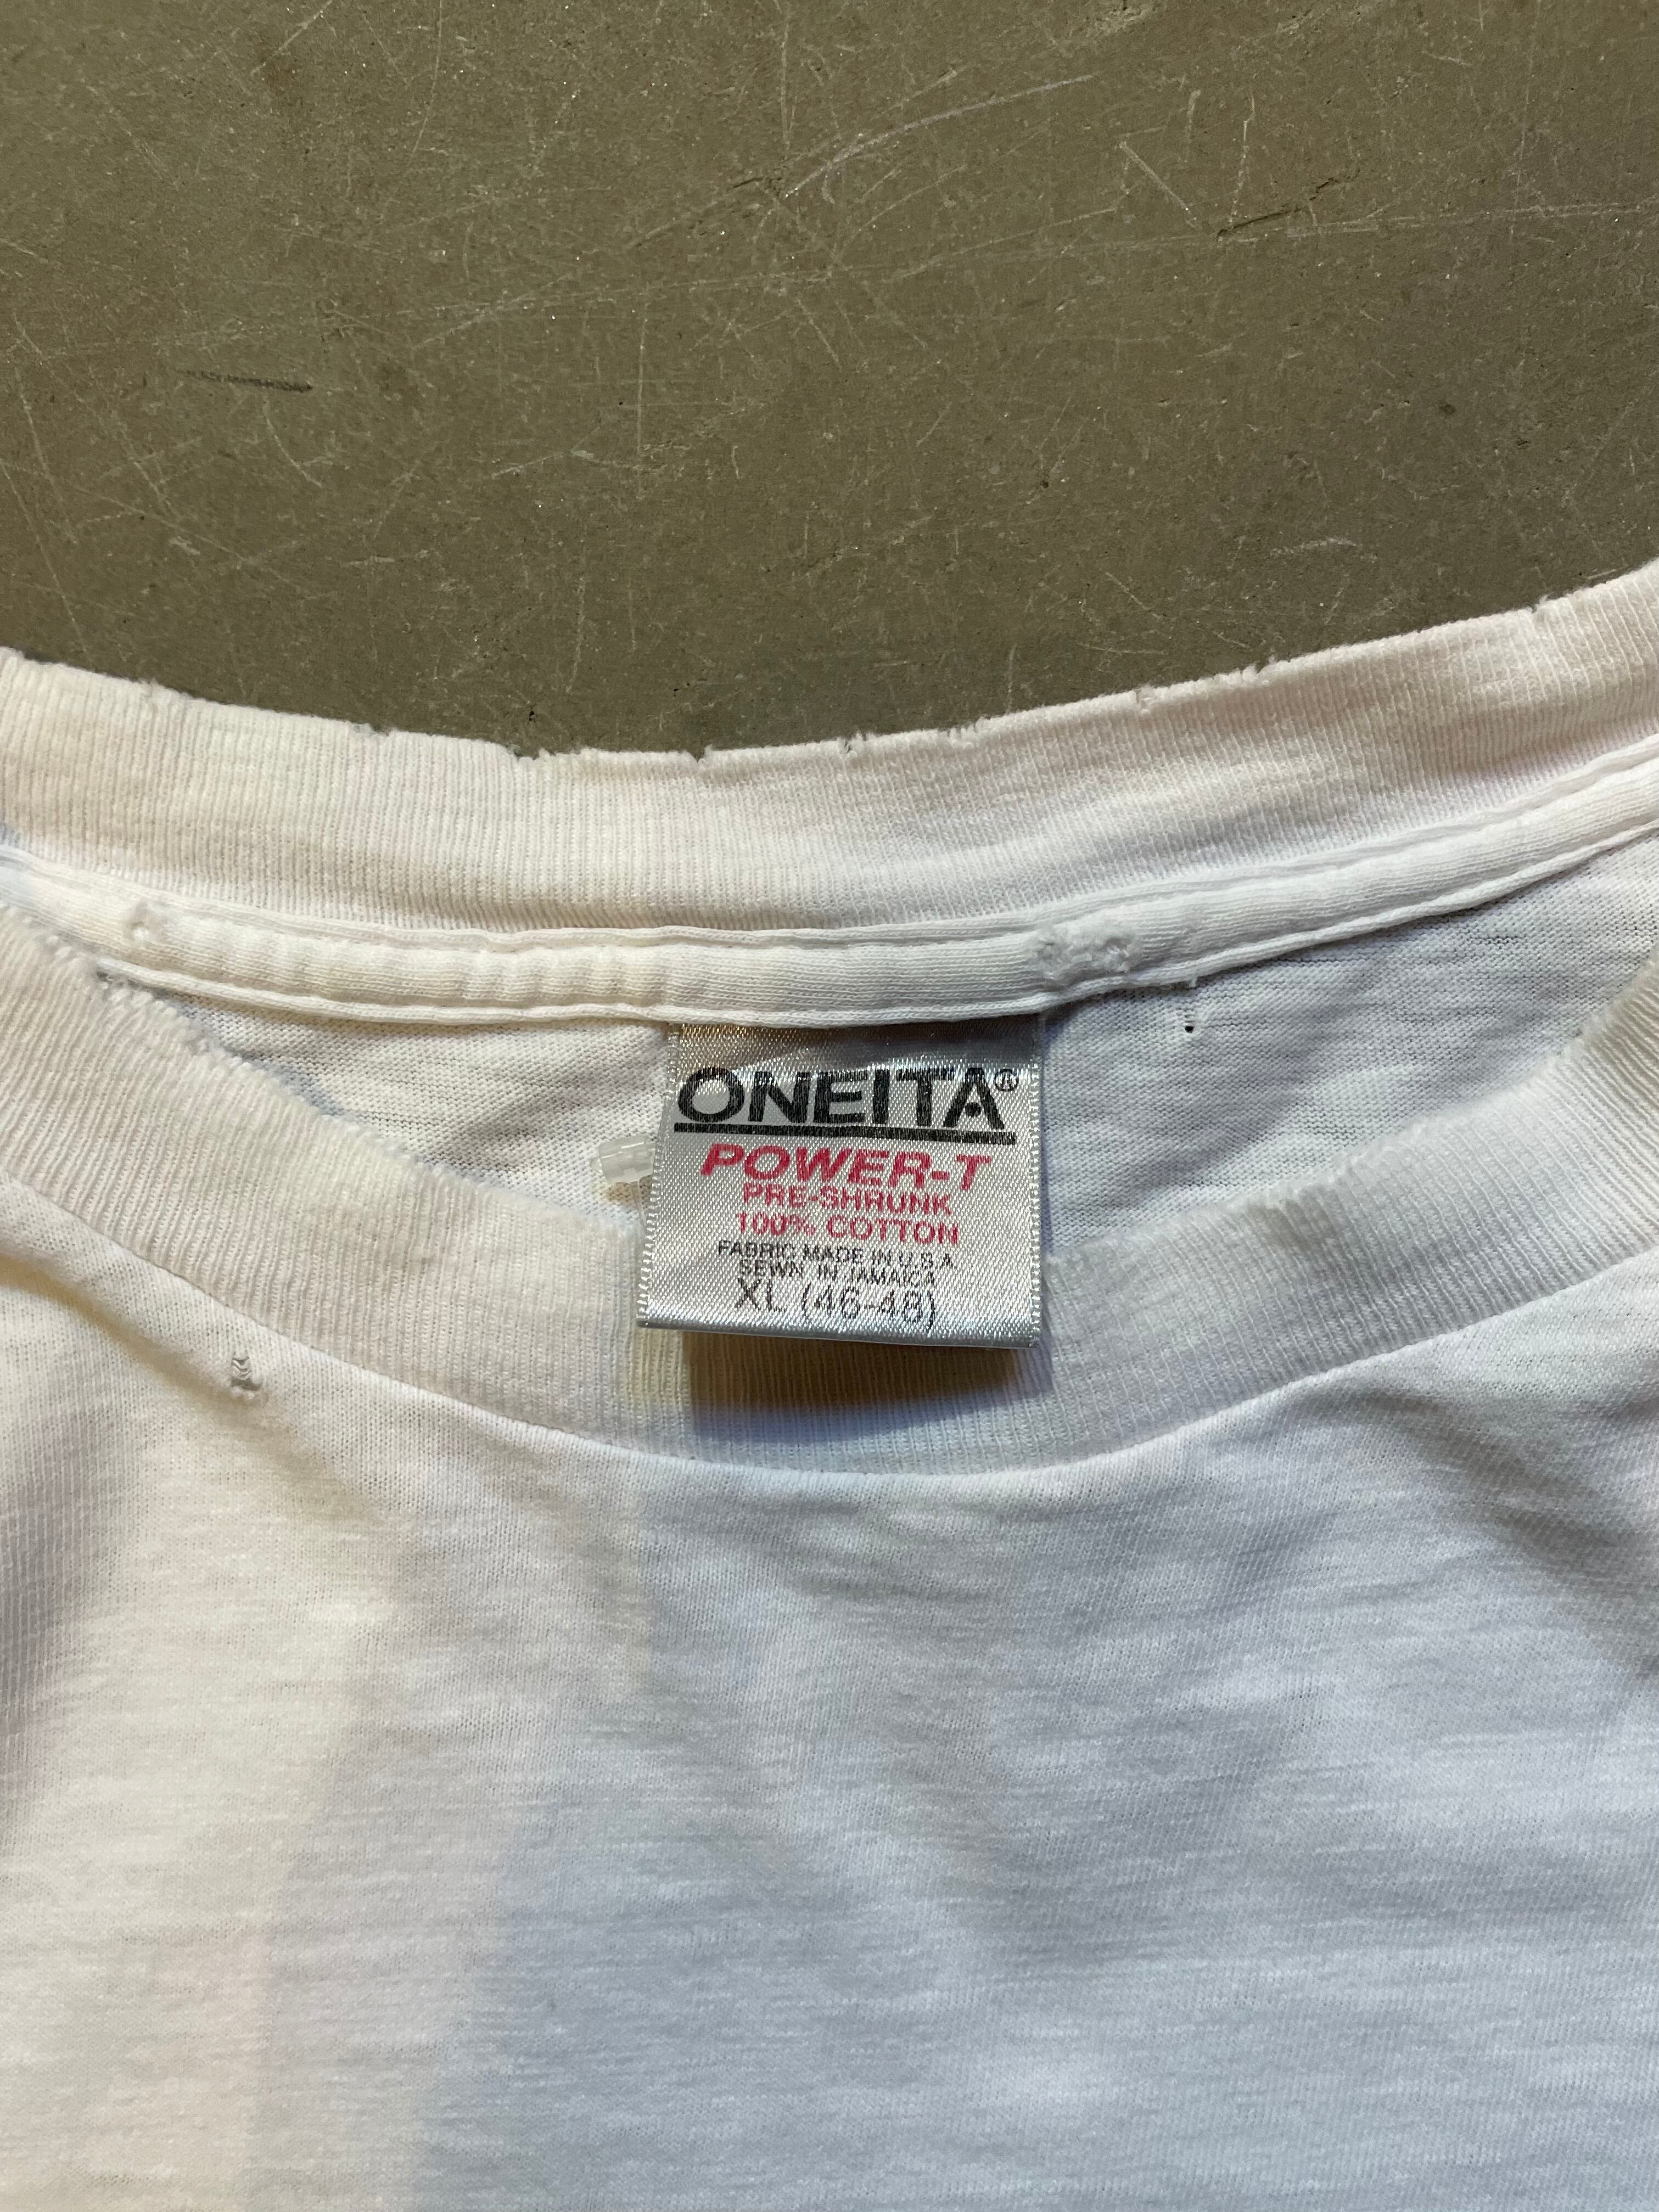 ONEITA®
POWER-T
PRE-SHRUNK
100% COTTON
FABRIC MADE IN U.S.A
SEWN IN JAMAICA
XL (46-48)